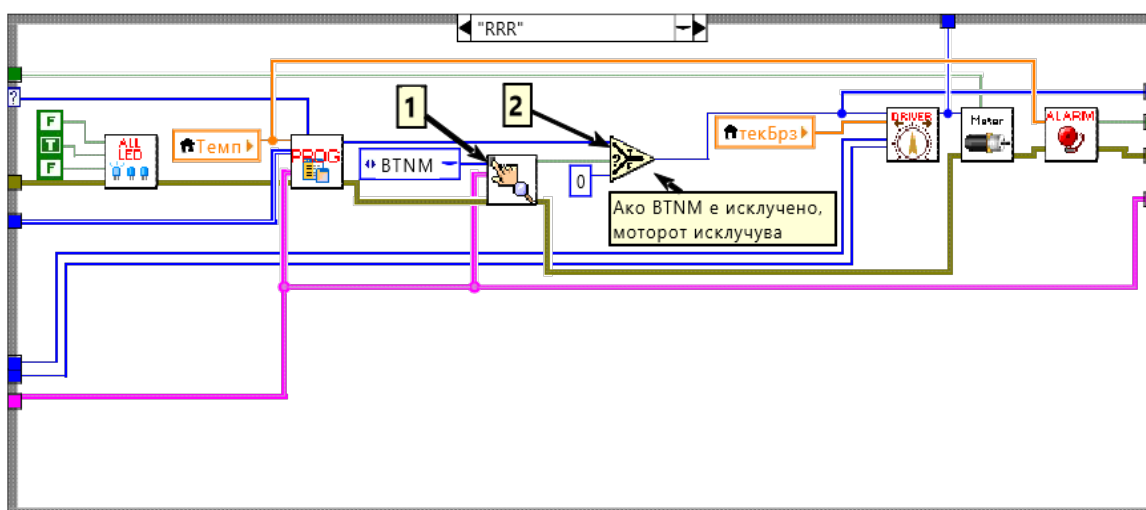 "RRR"
?
1
2
F
T
F
ALL
LED
Темп
PROG
BTNM
?
0
текБрз
DRIVER
Motor
ALARM
Ако BTNM е исклучено,
моторот исклучува